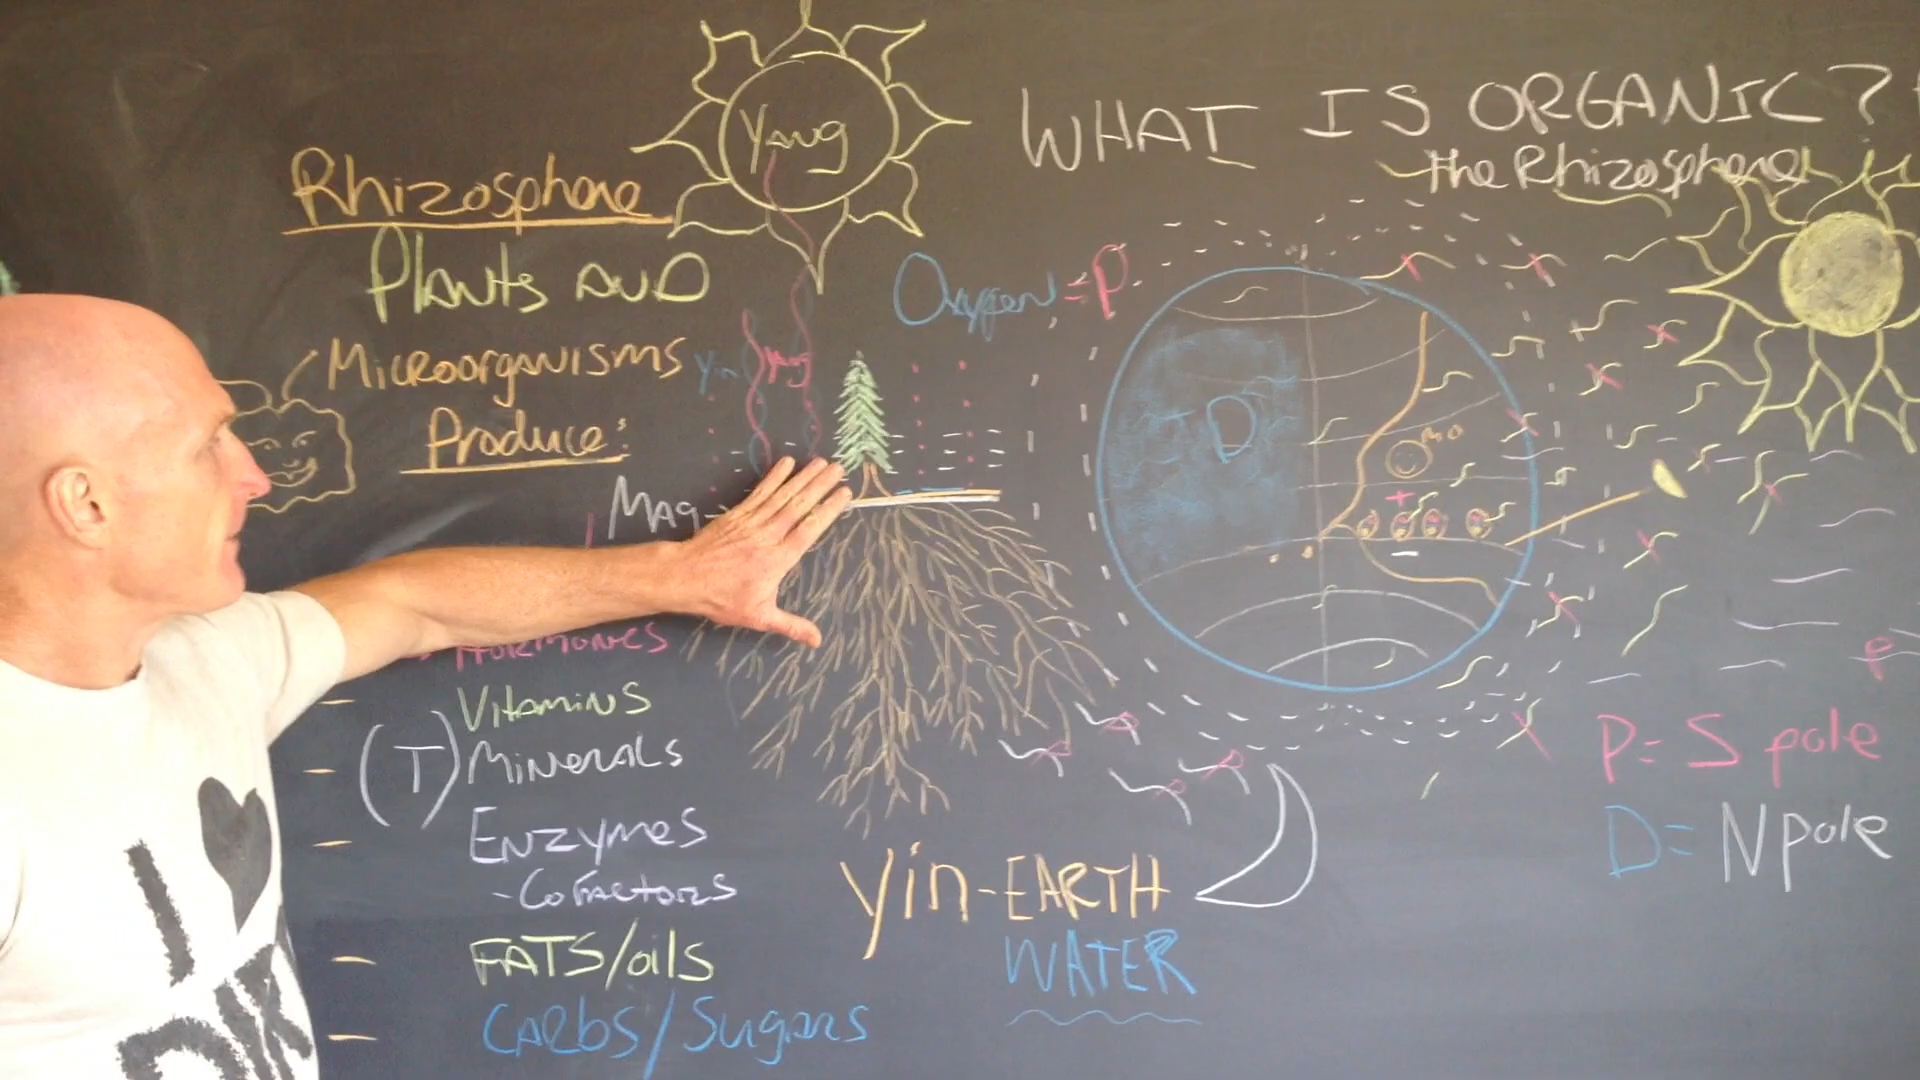 Yang
WHAT IS ORGANIC?
the Rhizosphere
Rhizosphere
Plants AND
Microorganisms
Produce:
Oxygen = P
Yin Yang
D
MO
+
Mag-
- Hormones
- Vitamins
- (T) Minerals
- Enzymes
- Cofactors
- FATS/oils
- CARbs/Sugars
Yin-EARTH
WATER
P = S pole
D = N pole
I ♥